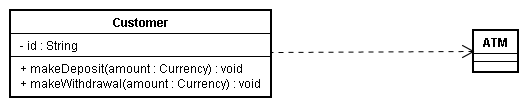 Customer
- id : String
+ makeDeposit(amount : Currency) : void
+ makeWithdrawal(amount : Currency) : void
ATM